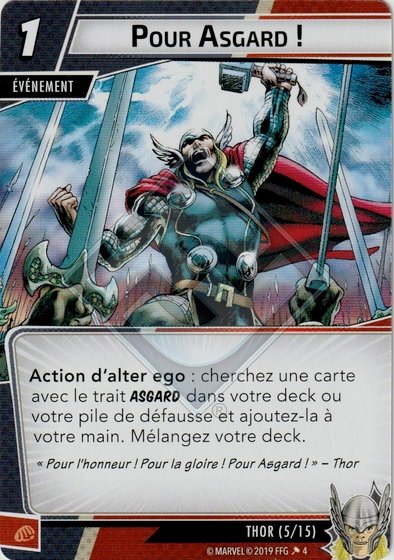 1
POUR ASGARD !
ÉVÉNEMENT
Action d'alter ego : cherchez une carte
avec le trait ASGARD dans votre deck ou
votre pile de défausse et ajoutez-la à
votre main. Mélangez votre deck.
« Pour l'honneur ! Pour la gloire ! Pour Asgard ! » – Thor
THOR (5/15)
© MARVEL © 2019 FFG 4